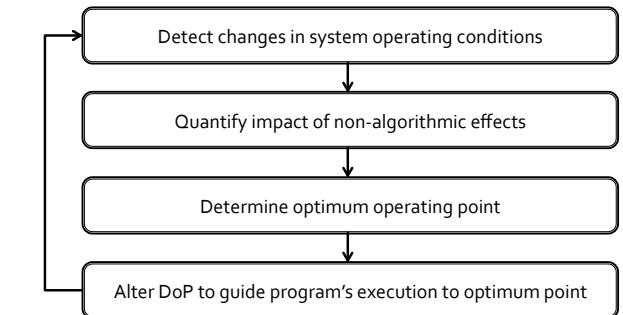 Detect changes in system operating conditions
Quantify impact of non-algorithmic effects
Determine optimum operating point
Alter DoP to guide program's execution to optimum point